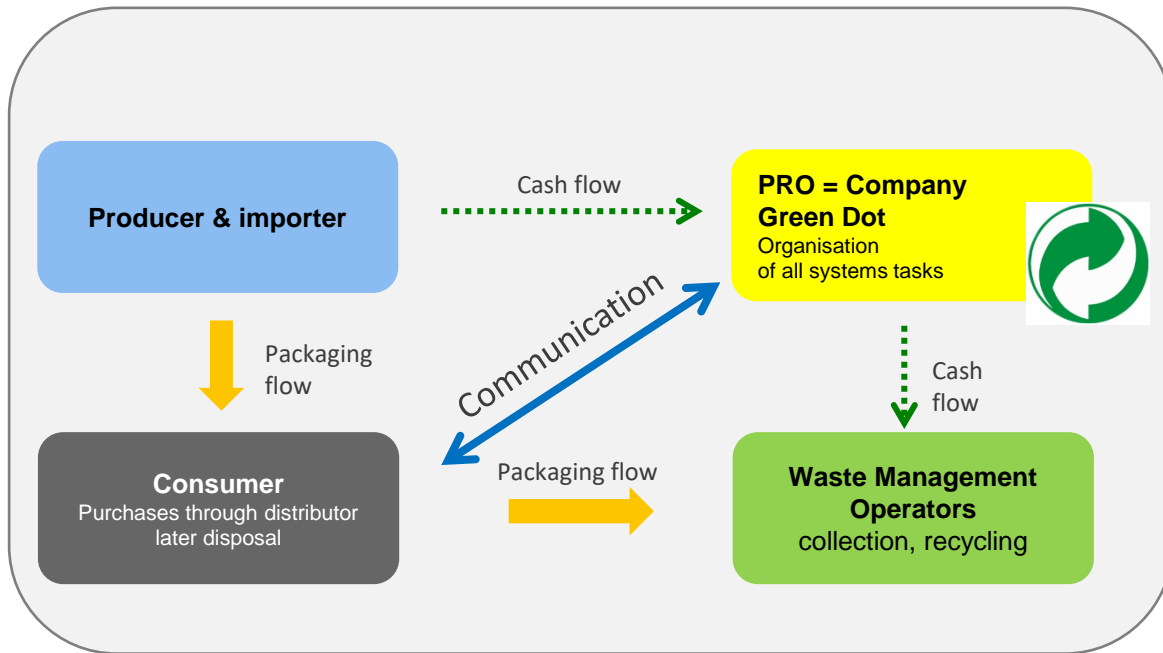 Producer & importer
Cash flow
PRO = Company
Green Dot
Organisation
of all systems tasks
Communication
Packaging
flow
Cash
flow
Consumer
Purchases through distributor
later disposal
Packaging flow
Waste Management
Operators
collection, recycling